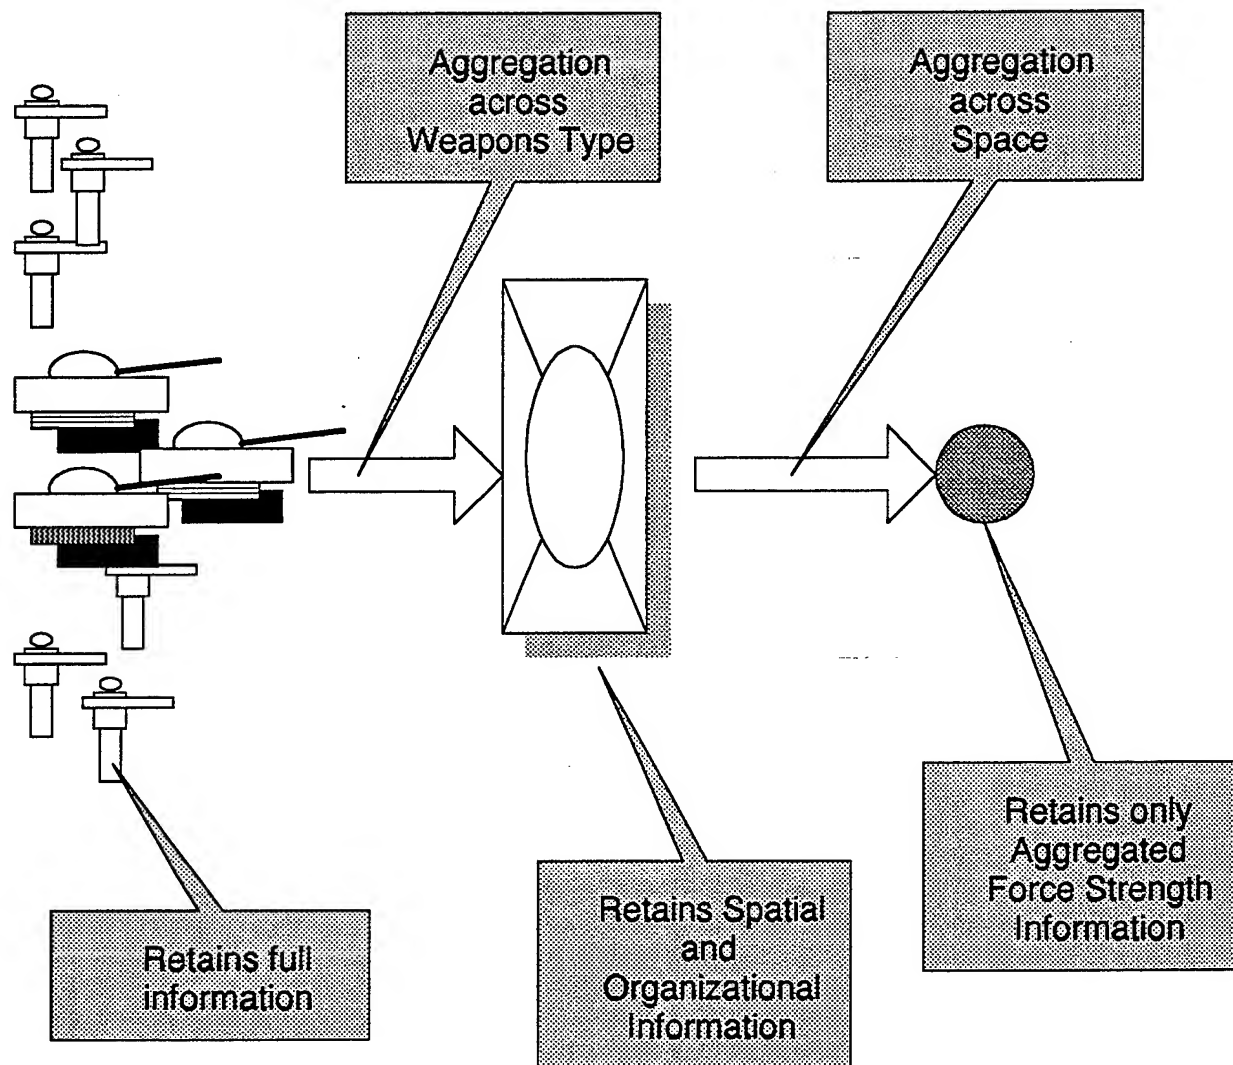 Aggregation
across
Weapons Type
Aggregation
across
Space
Retains full
information
Retains Spatial
and
Organizational
Information
Retains only
Aggregated
Force Strength
Information